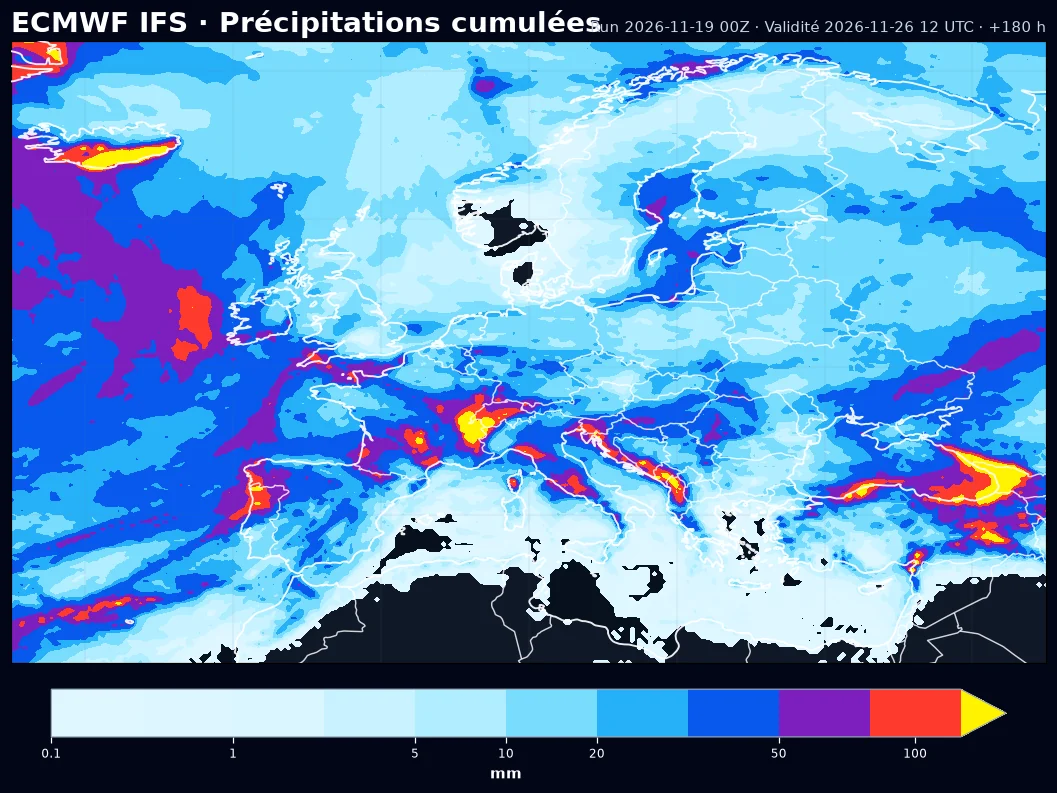 ECMWF IFS · Précipitations cumulées
Run 2026-11-19 00Z · Validité 2026-11-26 12 UTC · +180 h
0.1 1 5 10 20 50 100
mm